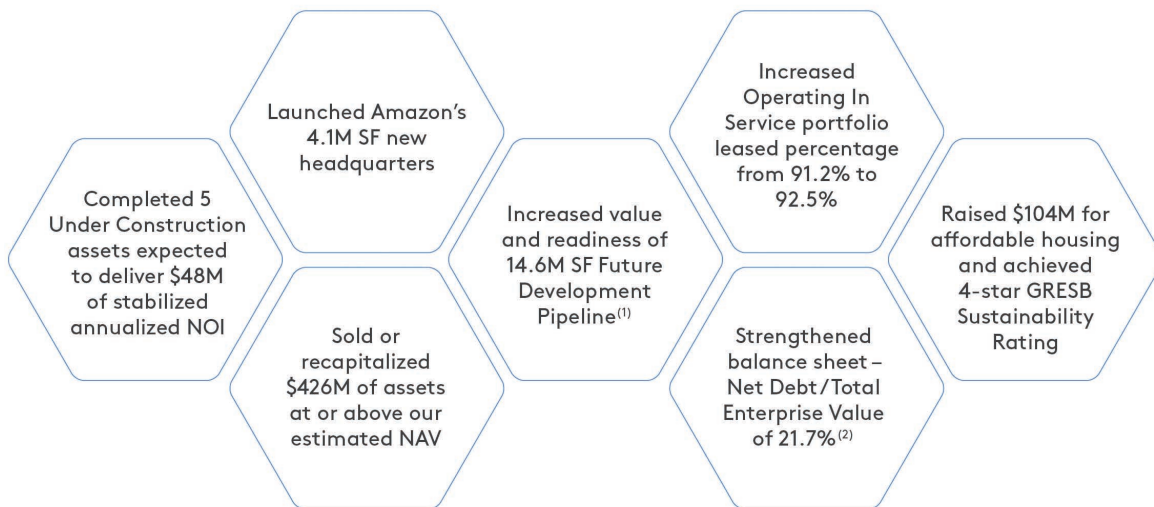 Completed 5
Under Construction
assets expected
to deliver $48M
of stabilized
annualized NOI
Launched Amazon’s
4.1M SF new
headquarters
Sold or
recapitalized
$426M of assets
at or above our
estimated NAV
Increased value
and readiness of
14.6M SF Future
Development
Pipeline(1)
Increased
Operating In
Service portfolio
leased percentage
from 91.2% to
92.5%
Strengthened
balance sheet –
Net Debt/Total
Enterprise Value
of 21.7%(2)
Raised $104M for
affordable housing
and achieved
4-star GRESB
Sustainability
Rating